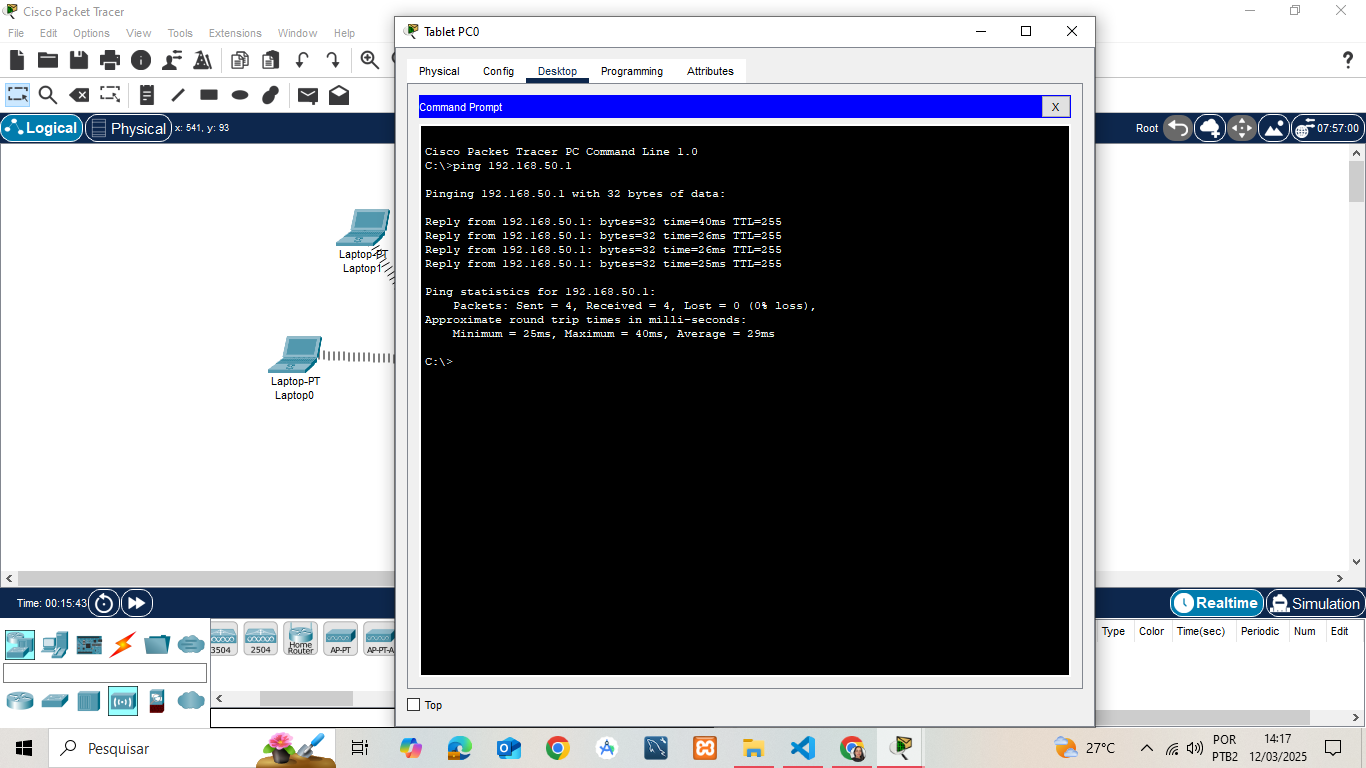 Cisco Packet Tracer
File Edit Options View Tools Extensions Window Help
Logical
Physical
x: 541, y: 93
Root
07:57:00
Laptop-PT
Laptop1
Laptop-PT
Laptop0
Tablet PC0
Physical Config Desktop Programming Attributes
Command Prompt
X
Cisco Packet Tracer PC Command Line 1.0
C:\>ping 192.168.50.1
Pinging 192.168.50.1 with 32 bytes of data:
Reply from 192.168.50.1: bytes=32 time=40ms TTL=255
Reply from 192.168.50.1: bytes=32 time=26ms TTL=255
Reply from 192.168.50.1: bytes=32 time=26ms TTL=255
Reply from 192.168.50.1: bytes=32 time=25ms TTL=255
Ping statistics for 192.168.50.1:
Packets: Sent = 4, Received = 4, Lost = 0 (0% loss),
Approximate round trip times in milli-seconds:
Minimum = 25ms, Maximum = 40ms, Average = 29ms
C:\>
Top
Time: 00:15:43
Realtime
Simulation
3504
2504
Home Router
AP-PT
AP-PT-A
Type Color Time(sec) Periodic Num Edit
Pesquisar
27°C
POR
PTB2
14:17
12/03/2025